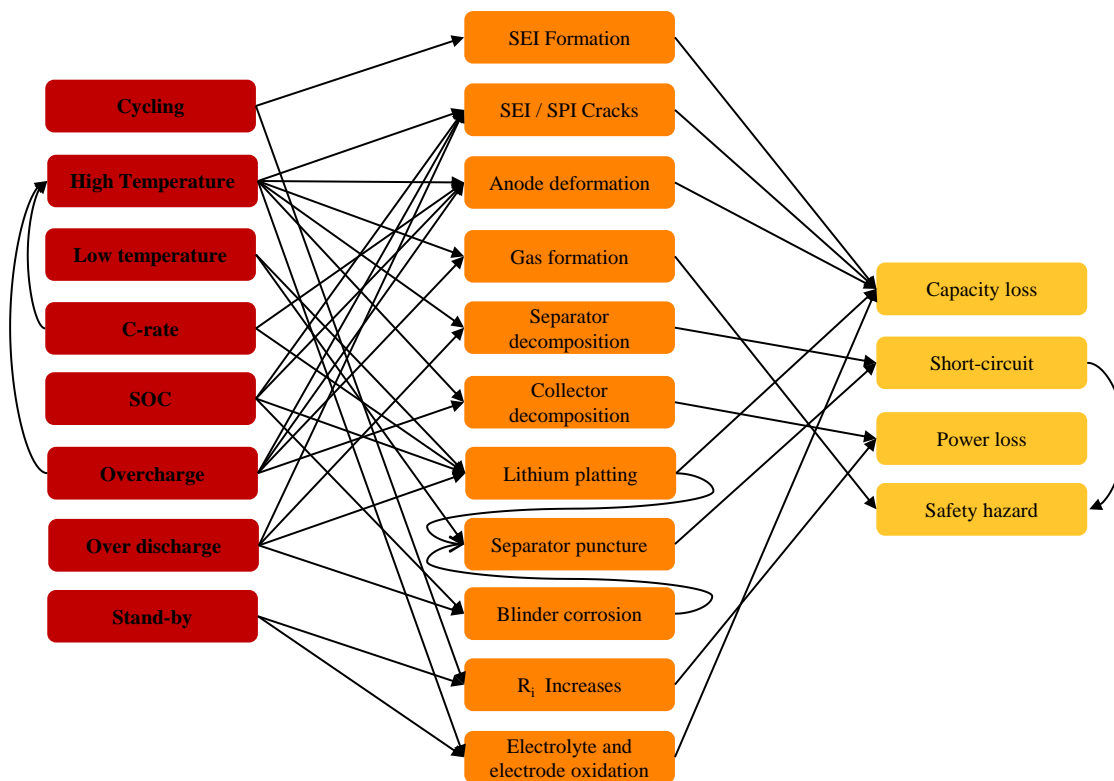 Cycling
High Temperature
Low temperature
C-rate
SOC
Overcharge
Over discharge
Stand-by
SEI Formation
SEI / SPI Cracks
Anode deformation
Gas formation
Separator
decomposition
Collector
decomposition
Lithium platting
Separator puncture
Blinder corrosion
Ri Increases
Electrolyte and
electrode oxidation
Capacity loss
Short-circuit
Power loss
Safety hazard